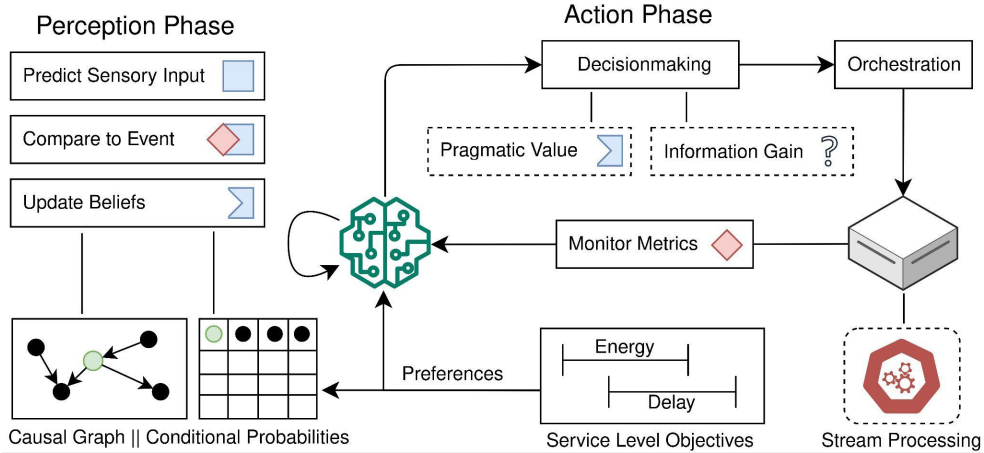 Perception Phase
Predict Sensory Input
Compare to Event
Update Beliefs
Causal Graph || Conditional Probabilities
Action Phase
Decisionmaking
Orchestration
Pragmatic Value
Information Gain ?
Monitor Metrics
Preferences
Energy
Delay
Service Level Objectives
Stream Processing